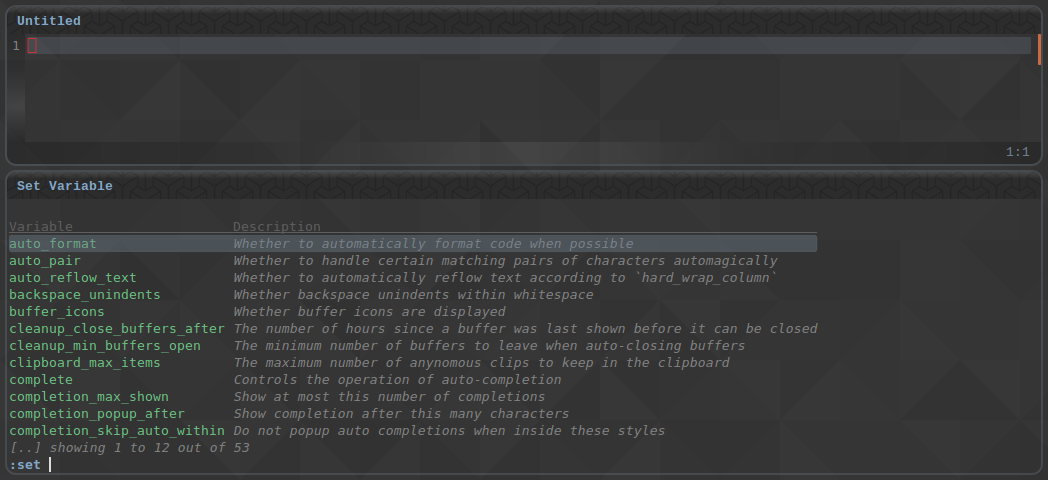 Untitled
1
1:1
Set Variable
Variable Description
auto_format Whether to automatically format code when possible
auto_pair Whether to handle certain matching pairs of characters automagically
auto_reflow_text Whether to automatically reflow text according to `hard_wrap_column`
backspace_unindents Whether backspace unindents within whitespace
buffer_icons Whether buffer icons are displayed
cleanup_close_buffers_after The number of hours since a buffer was last shown before it can be closed
cleanup_min_buffers_open The minimum number of buffers to leave when auto-closing buffers
clipboard_max_items The maximum number of anynomous clips to keep in the clipboard
complete Controls the operation of auto-completion
completion_max_shown Show at most this number of completions
completion_popup_after Show completion after this many characters
completion_skip_auto_within Do not popup auto completions when inside these styles
[..] showing 1 to 12 out of 53
:set